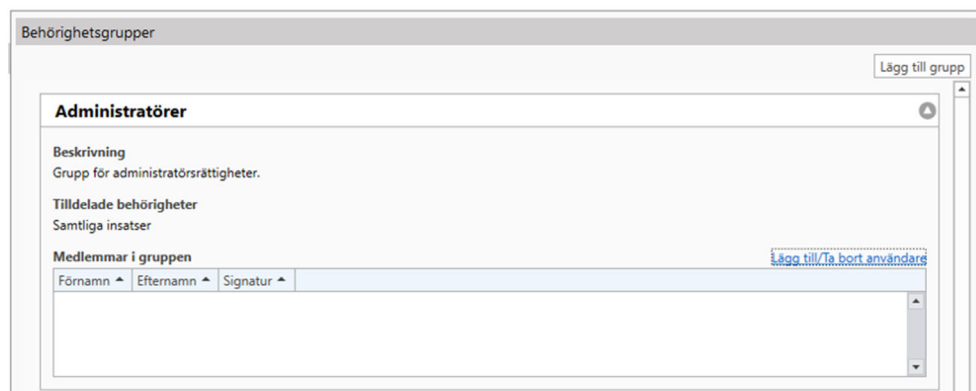 Behörighetsgrupper
Lägg till grupp
Administratörer
Beskrivning
Grupp för administratörsrättigheter.
Tilldelade behörigheter
Samtliga insatser
Medlemmar i gruppen Lägg till/Ta bort användare
Förnamn Efternamn Signatur